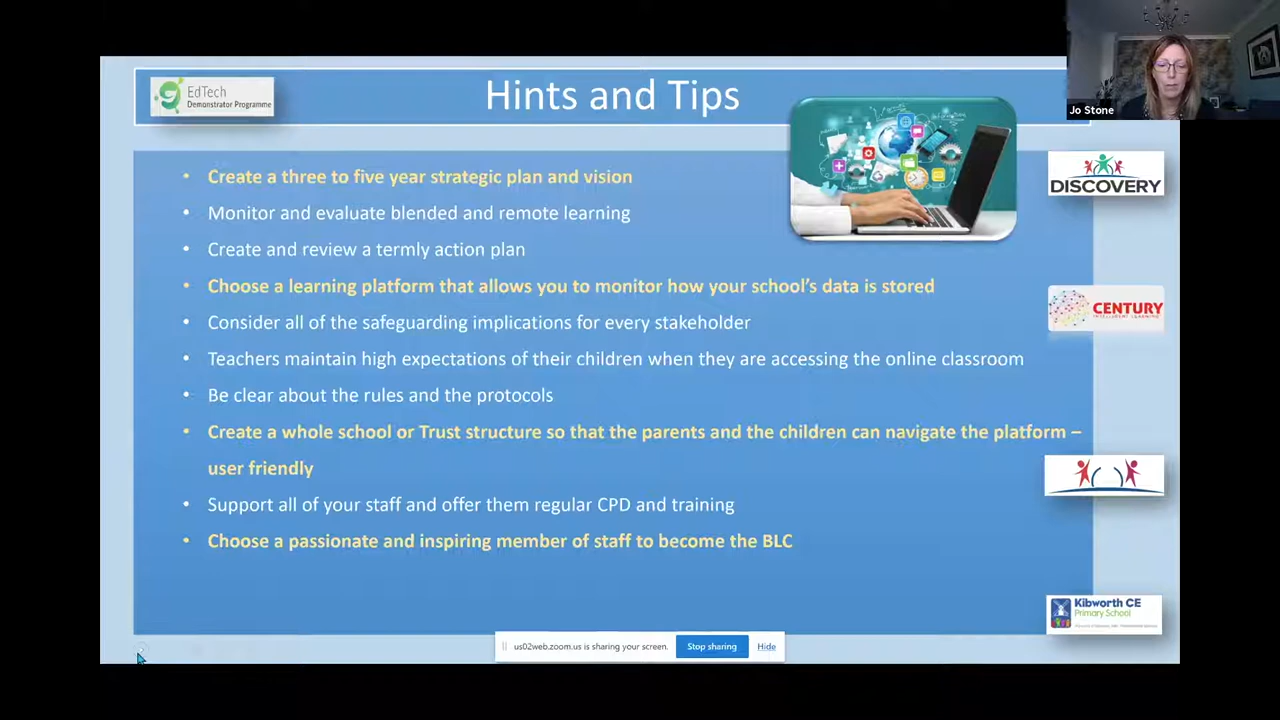 EdTech
Demonstrator Programme
Hints and Tips
Jo Stone
• Create a three to five year strategic plan and vision
• Monitor and evaluate blended and remote learning
• Create and review a termly action plan
• Choose a learning platform that allows you to monitor how your school’s data is stored
• Consider all of the safeguarding implications for every stakeholder
• Teachers maintain high expectations of their children when they are accessing the online classroom
• Be clear about the rules and the protocols
• Create a whole school or Trust structure so that the parents and the children can navigate the platform –
user friendly
• Support all of your staff and offer them regular CPD and training
• Choose a passionate and inspiring member of staff to become the BLC
DISCOVERY
CENTURY
INTELLIGENT LEARNING
Kibworth CE
Primary School
us02web.zoom.us is sharing your screen.
Stop sharing
Hide